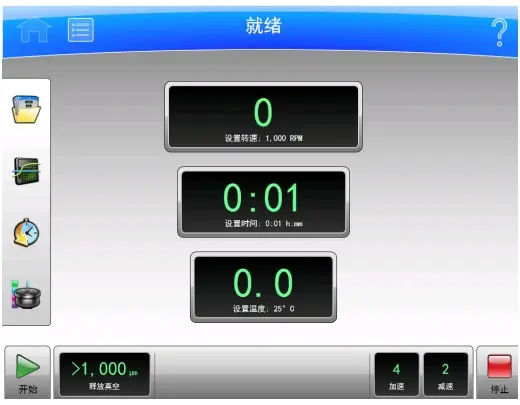 就绪
?
0
设置转速: 1,000 RPM
0:01
设置时间: 0:01 h:mm
0.0
设置温度: 25° C
开始
>1,000 μm
释放真空
4
加速
2
减速
停止